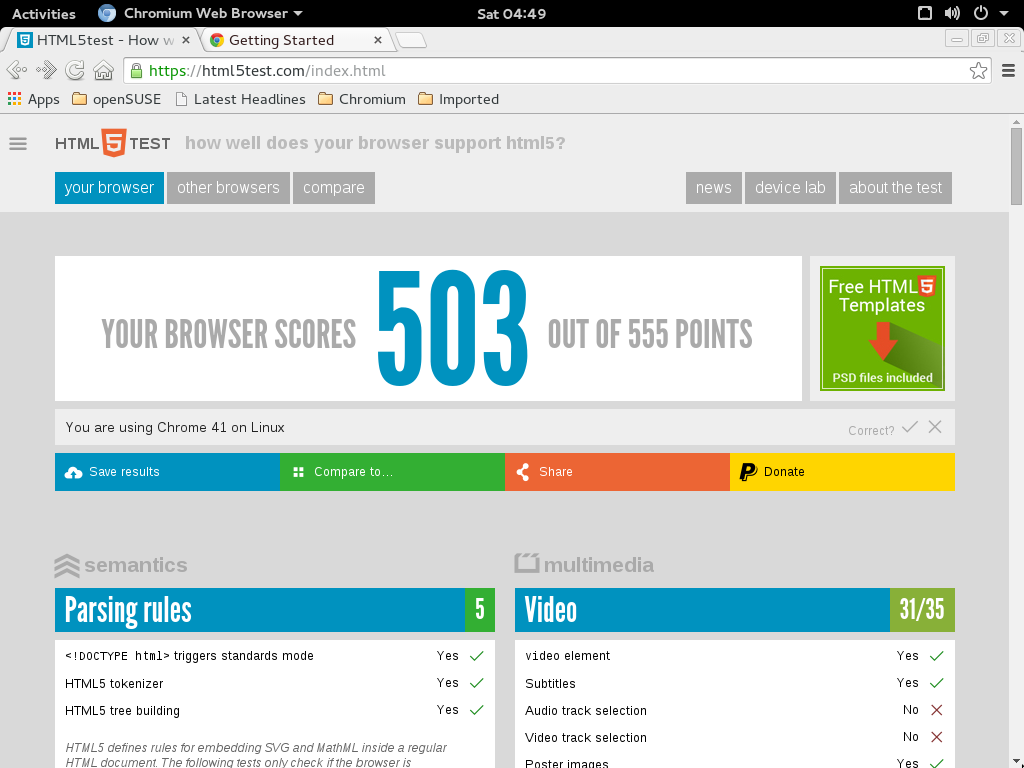 Activities Chromium Web Browser Sat 04:49
HTML5test - How w Getting Started
https://html5test.com/index.html
Apps openSUSE Latest Headlines Chromium Imported
HTML 5 TEST how well does your browser support html5?
your browser other browsers compare news device lab about the test
YOUR BROWSER SCORES 503 OUT OF 555 POINTS
Free HTML5
Templates
PSD files included
You are using Chrome 41 on Linux Correct?
Save results Compare to... Share Donate
semantics
Parsing rules 5
<!DOCTYPE html> triggers standards mode Yes
HTML5 tokenizer Yes
HTML5 tree building Yes
HTML5 defines rules for embedding SVG and MathML inside a regular
HTML document. The following tests only check if the browser is
multimedia
Video 31/35
video element Yes
Subtitles Yes
Audio track selection No
Video track selection No
Poster images Yes